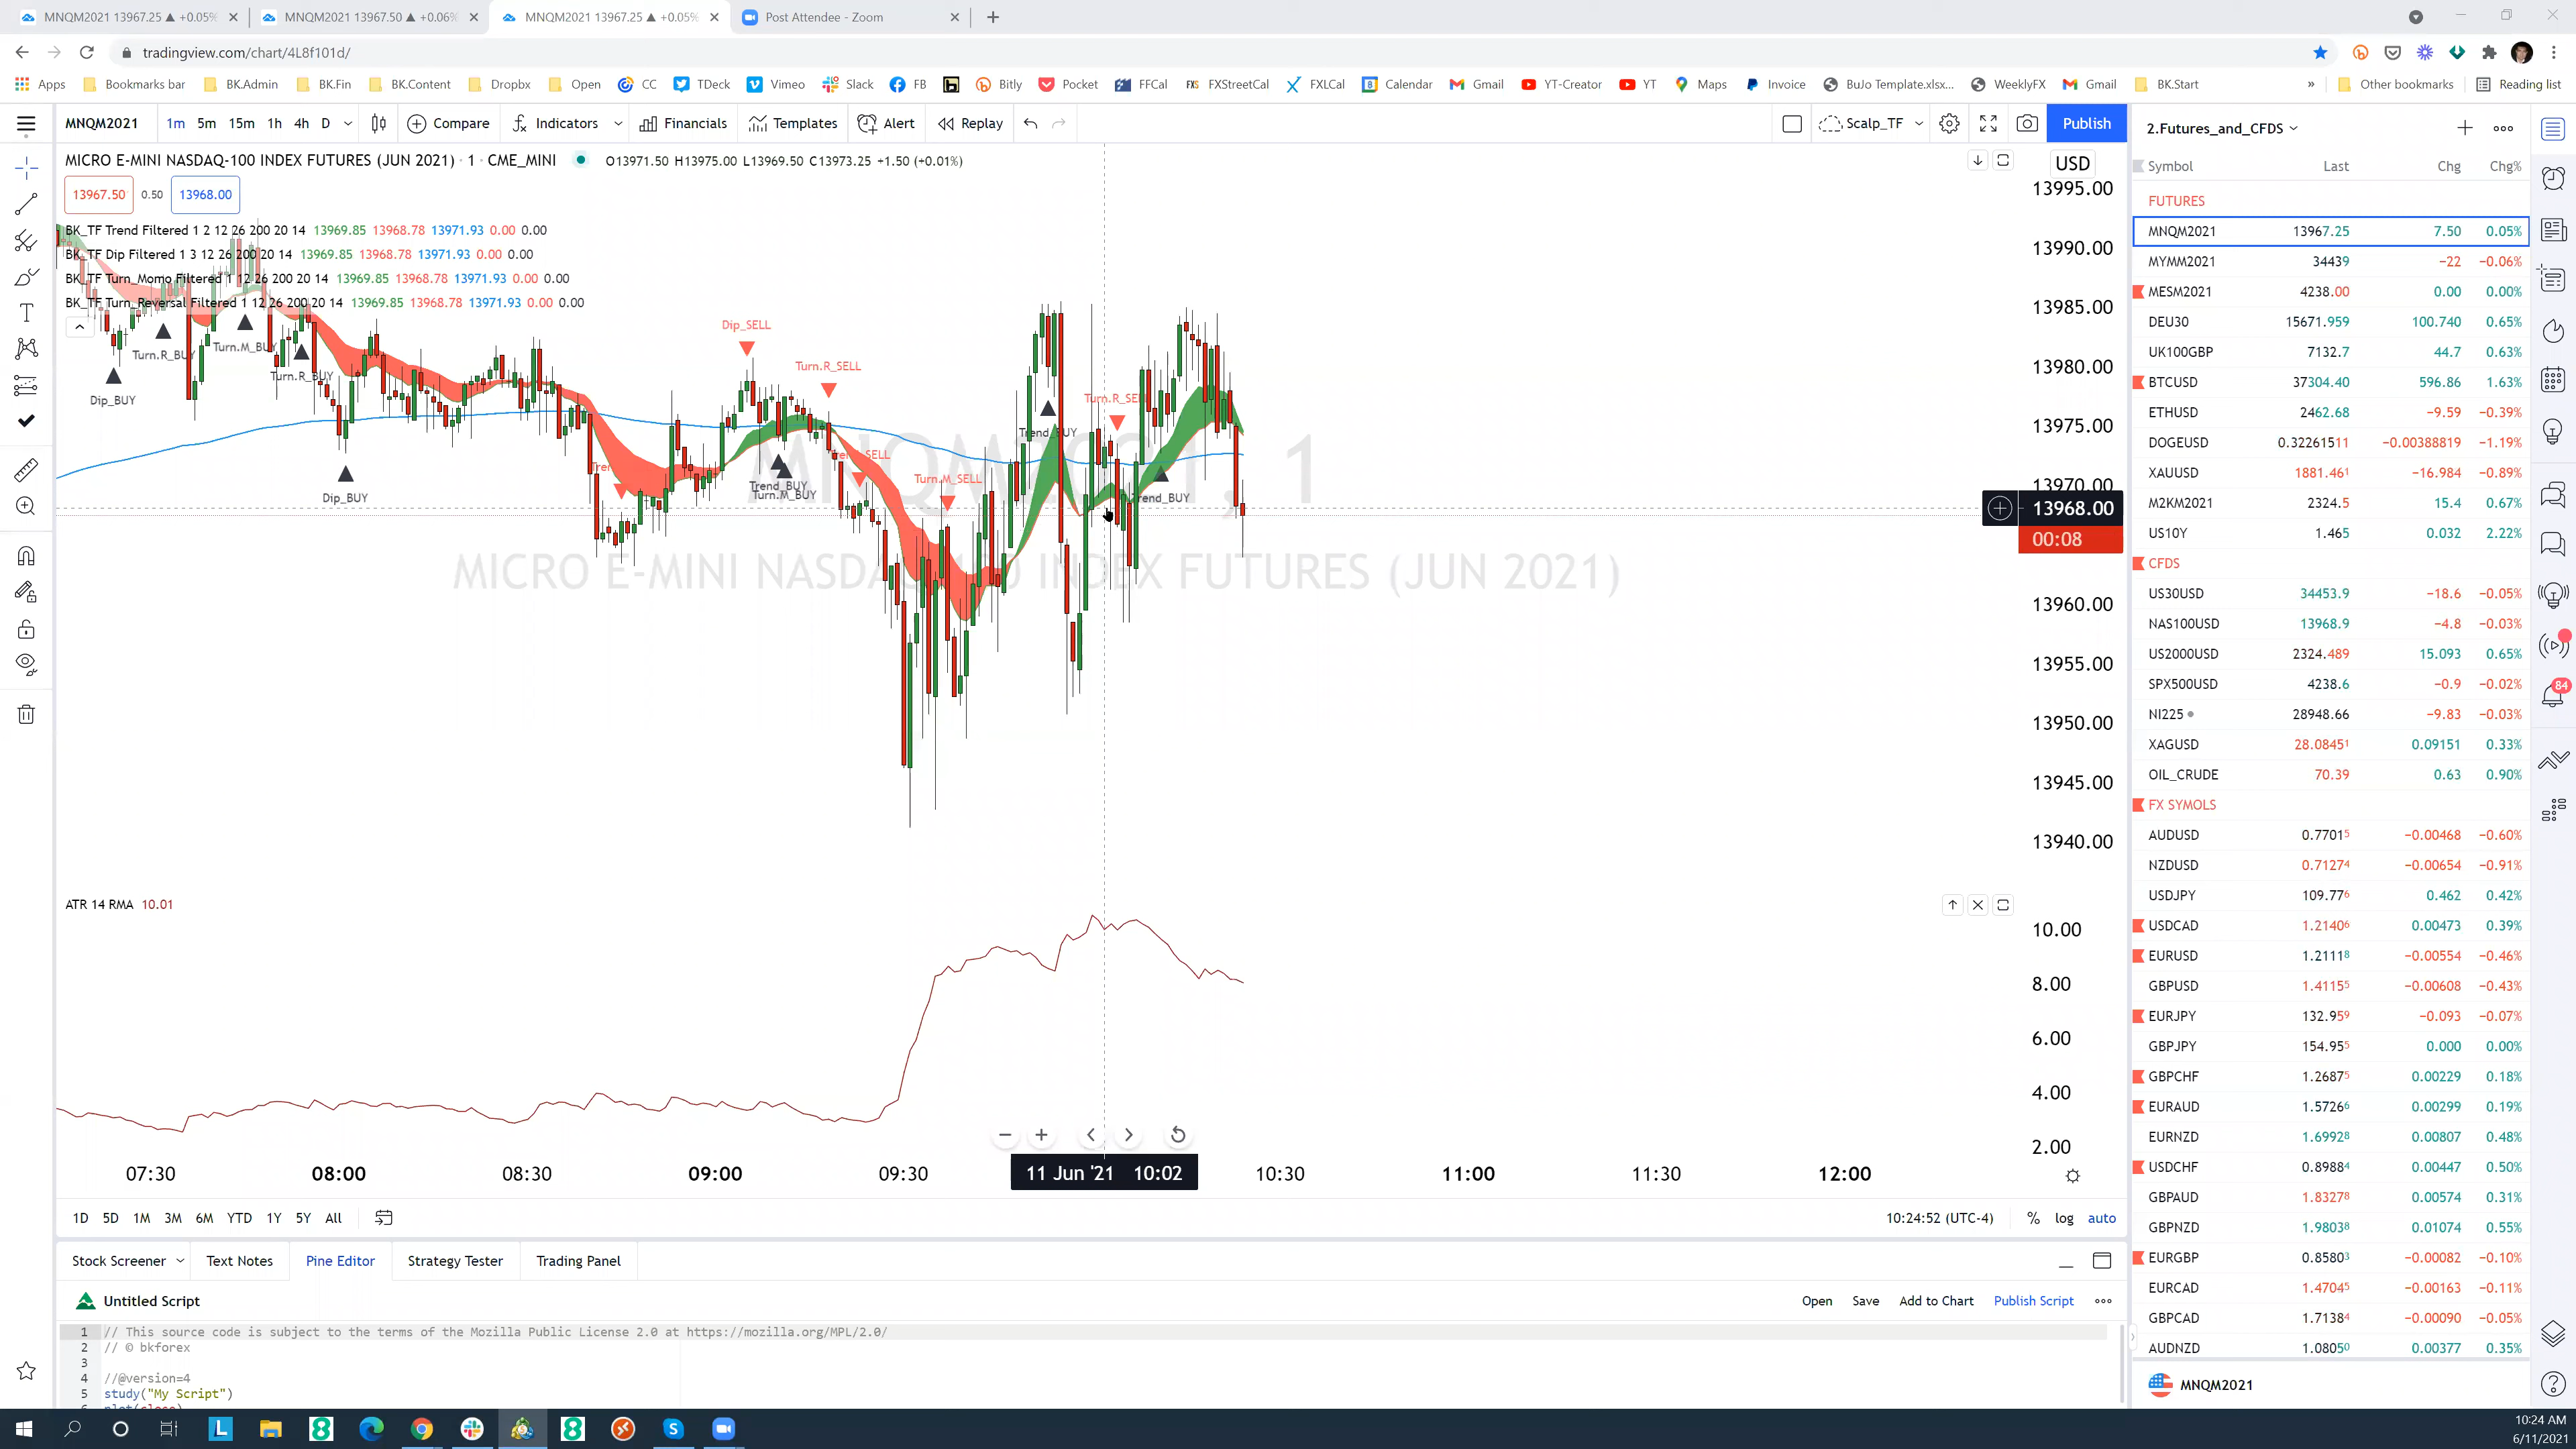 MNQM2021 13967.25 ▲ +0.05%
MNQM2021 13967.50 ▲ +0.06%
MNQM2021 13967.25 ▲ +0.05%
Post Attendee - Zoom
tradingview.com/chart/4L8f101d/
Apps Bookmarks bar BK.Admin BK.Fin BK.Content Dropbx Open CC TDeck Vimeo Slack FB Bitly Pocket FFCal FXStreetCal FXLCal Calendar Gmail YT-Creator YT Maps Invoice BuJo Template.xlsx... WeeklyFX Gmail BK.Start » Other bookmarks Reading list
MNQM2021 1m 5m 15m 1h 4h D Compare Indicators Financials Templates Alert Replay Scalp_TF Publish
MICRO E-MINI NASDAQ-100 INDEX FUTURES (JUN 2021) · 1 · CME_MINI O13971.50 H13975.00 L13969.50 C13973.25 +1.50 (+0.01%)
13967.50 0.50 13968.00
BK_TF Trend Filtered 1 2 12 26 200 20 14 13969.85 13968.78 13971.93 0.00 0.00
BK_TF Dip Filtered 1 3 12 26 200 20 14 13969.85 13968.78 13971.93 0.00 0.00
BK_TF Turn_Momo Filtered 1 12 26 200 20 14 13969.85 13968.78 13971.93 0.00 0.00
BK_TF Turn_Reversal Filtered 1 12 26 200 20 14 13969.85 13968.78 13971.93 0.00 0.00
Dip_SELL
Turn.R_BUY
Turn.M_BUY
Turn.R_SELL
Turn.R_BUY
Dip_BUY
Turn.R_SELL
Trend_BUY
Trend_SELL
Turn.M_SELL
Trend_BUY
Turn.M_BUY
Dip_BUY
Trend_BUY
MNQM2021, 1
MICRO E-MINI NASDAQ-100 INDEX FUTURES (JUN 2021)
USD
13995.00
13990.00
13985.00
13980.00
13975.00
13970.00
13968.00
00:08
13960.00
13955.00
13950.00
13945.00
13940.00
ATR 14 RMA 10.01
10.00
8.00
6.00
4.00
2.00
07:30 08:00 08:30 09:00 09:30 11 Jun '21 10:02 10:30 11:00 11:30 12:00
1D 5D 1M 3M 6M YTD 1Y 5Y All 10:24:52 (UTC-4) % log auto
Stock Screener Text Notes Pine Editor Strategy Tester Trading Panel
Untitled Script Open Save Add to Chart Publish Script
1 // This source code is subject to the terms of the Mozilla Public License 2.0 at https://mozilla.org/MPL/2.0/
2 // © bkforex
3
4 //@version=4
5 study("My Script")
6 plot(close)
2.Futures_and_CFDS
Symbol Last Chg Chg%
FUTURES
MNQM2021 13967.25 7.50 0.05%
MYMM2021 34439 −22 −0.06%
MESM2021 4238.00 0.00 0.00%
DEU30 15671.959 100.740 0.65%
UK100GBP 7132.7 44.7 0.63%
BTCUSD 37304.40 596.86 1.63%
ETHUSD 2462.68 −9.59 −0.39%
DOGEUSD 0.32261511 −0.00388819 −1.19%
XAUUSD 1881.461 −16.984 −0.89%
M2KM2021 2324.5 15.4 0.67%
US10Y 1.465 0.032 2.22%
CFDS
US30USD 34453.9 −18.6 −0.05%
NAS100USD 13968.9 −4.8 −0.03%
US2000USD 2324.489 15.093 0.65%
SPX500USD 4238.6 −0.9 −0.02%
NI225 28948.66 −9.83 −0.03%
XAGUSD 28.08451 0.09151 0.33%
OIL_CRUDE 70.39 0.63 0.90%
FX SYMOLS
AUDUSD 0.77015 −0.00468 −0.60%
NZDUSD 0.71274 −0.00654 −0.91%
USDJPY 109.776 0.462 0.42%
USDCAD 1.21406 0.00473 0.39%
EURUSD 1.21118 −0.00554 −0.46%
GBPUSD 1.41155 −0.00608 −0.43%
EURJPY 132.959 −0.093 −0.07%
GBPJPY 154.955 0.000 0.00%
GBPCHF 1.26875 0.00229 0.18%
EURAUD 1.57266 0.00299 0.19%
EURNZD 1.69928 0.00807 0.48%
USDCHF 0.89884 0.00447 0.50%
GBPAUD 1.83278 0.00574 0.31%
GBPNZD 1.98038 0.01074 0.55%
EURGBP 0.85803 −0.00082 −0.10%
EURCAD 1.47045 −0.00163 −0.11%
GBPCAD 1.71384 −0.00090 −0.05%
AUDNZD 1.08050 0.00377 0.35%
MNQM2021
84
10:24 AM
6/11/2021